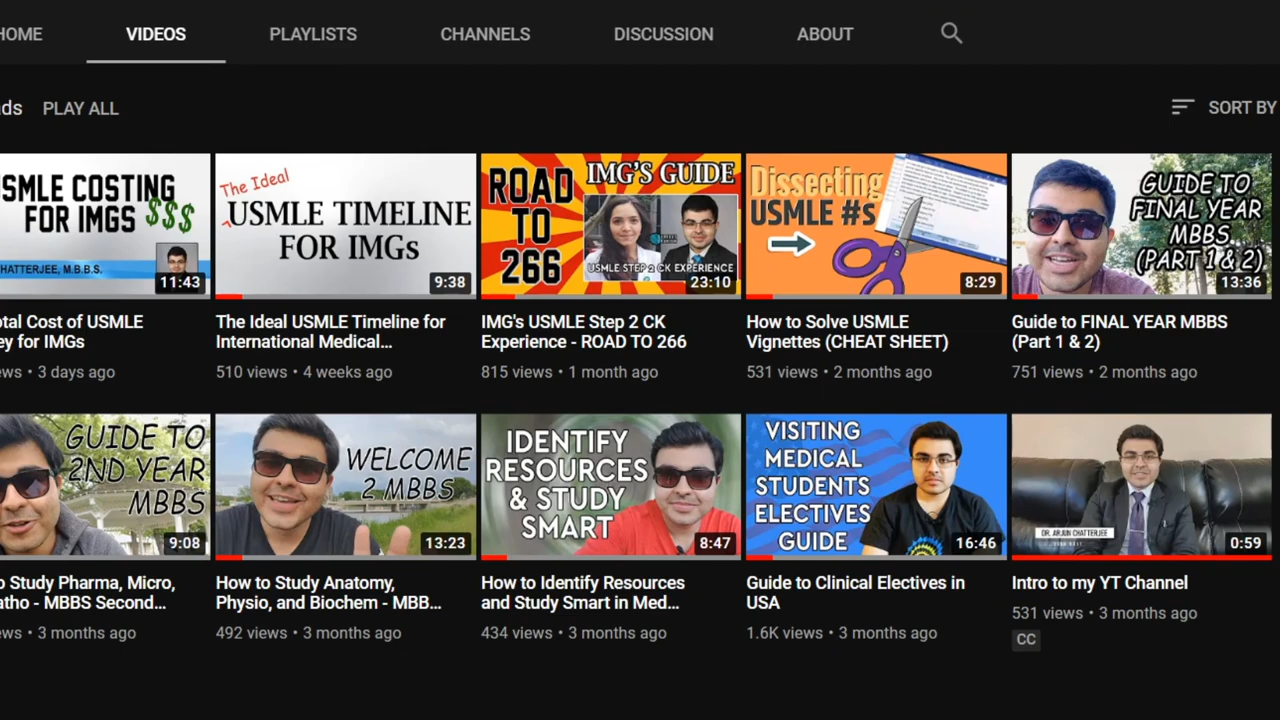 HOME VIDEOS PLAYLISTS CHANNELS DISCUSSION ABOUT
PLAY ALL SORT BY
USMLE COSTING
FOR IMGS $$$
CHATTERJEE, M.B.B.S.
11:43
The Ideal
USMLE TIMELINE
FOR IMGs
9:38
ROAD
TO
266
IMG'S GUIDE
USMLE STEP 2 CK EXPERIENCE
23:10
Dissecting
USMLE #s
8:29
GUIDE TO
FINAL YEAR
MBBS
(PART 1 & 2)
13:36
otal Cost of USMLE
ey for IMGs
ews • 3 days ago
The Ideal USMLE Timeline for
International Medical...
510 views • 4 weeks ago
IMG's USMLE Step 2 CK
Experience - ROAD TO 266
815 views • 1 month ago
How to Solve USMLE
Vignettes (CHEAT SHEET)
531 views • 2 months ago
Guide to FINAL YEAR MBBS
(Part 1 & 2)
751 views • 2 months ago
GUIDE TO
2ND YEAR
MBBS
9:08
WELCOME
2 MBBS
13:23
IDENTIFY
RESOURCES
& STUDY
SMART
8:47
VISITING
MEDICAL
STUDENTS
ELECTIVES
GUIDE
16:46
DR. ARJUN CHATTERJEE
0:59
o Study Pharma, Micro,
atho - MBBS Second...
ews • 3 months ago
How to Study Anatomy,
Physio, and Biochem - MBB...
492 views • 3 months ago
How to Identify Resources
and Study Smart in Med...
434 views • 3 months ago
Guide to Clinical Electives in
USA
1.6K views • 3 months ago
Intro to my YT Channel
531 views • 3 months ago
CC